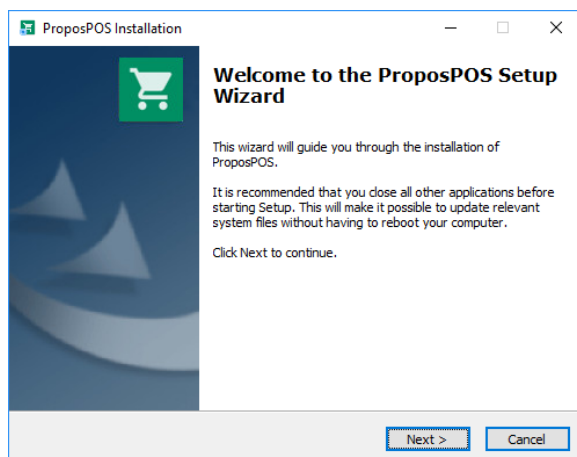 ProposPOS Installation
Welcome to the ProposPOS Setup
Wizard
This wizard will guide you through the installation of
ProposPOS.
It is recommended that you close all other applications before
starting Setup. This will make it possible to update relevant
system files without having to reboot your computer.
Click Next to continue.
Next >
Cancel